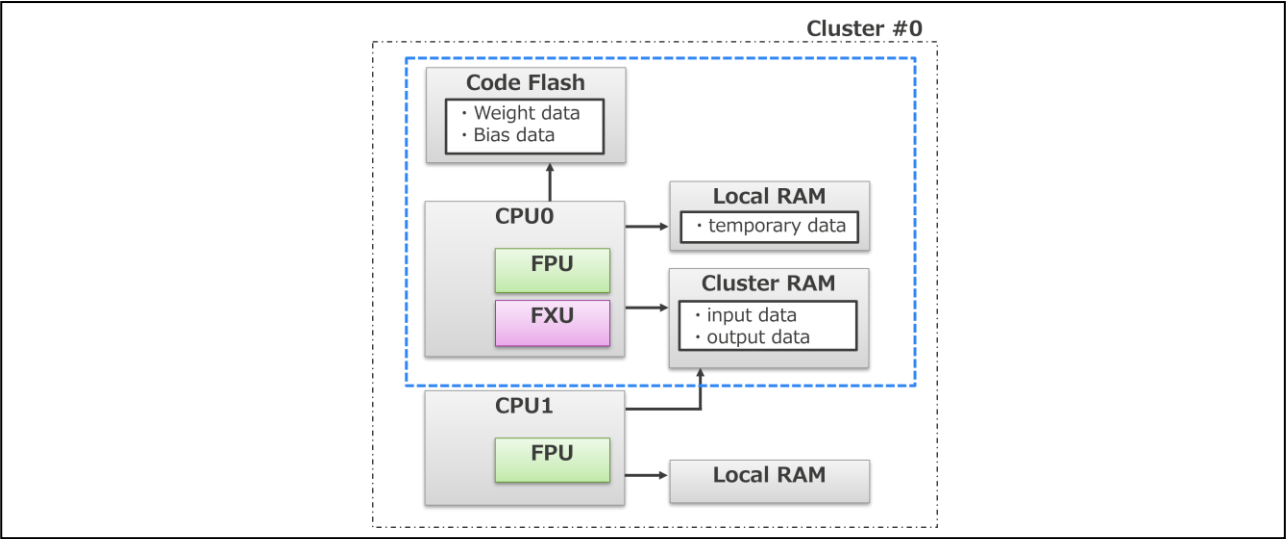 Cluster #0
Code Flash
・Weight data
・Bias data
Local RAM
・temporary data
CPU0
FPU
FXU
Cluster RAM
・input data
・output data
CPU1
FPU
Local RAM